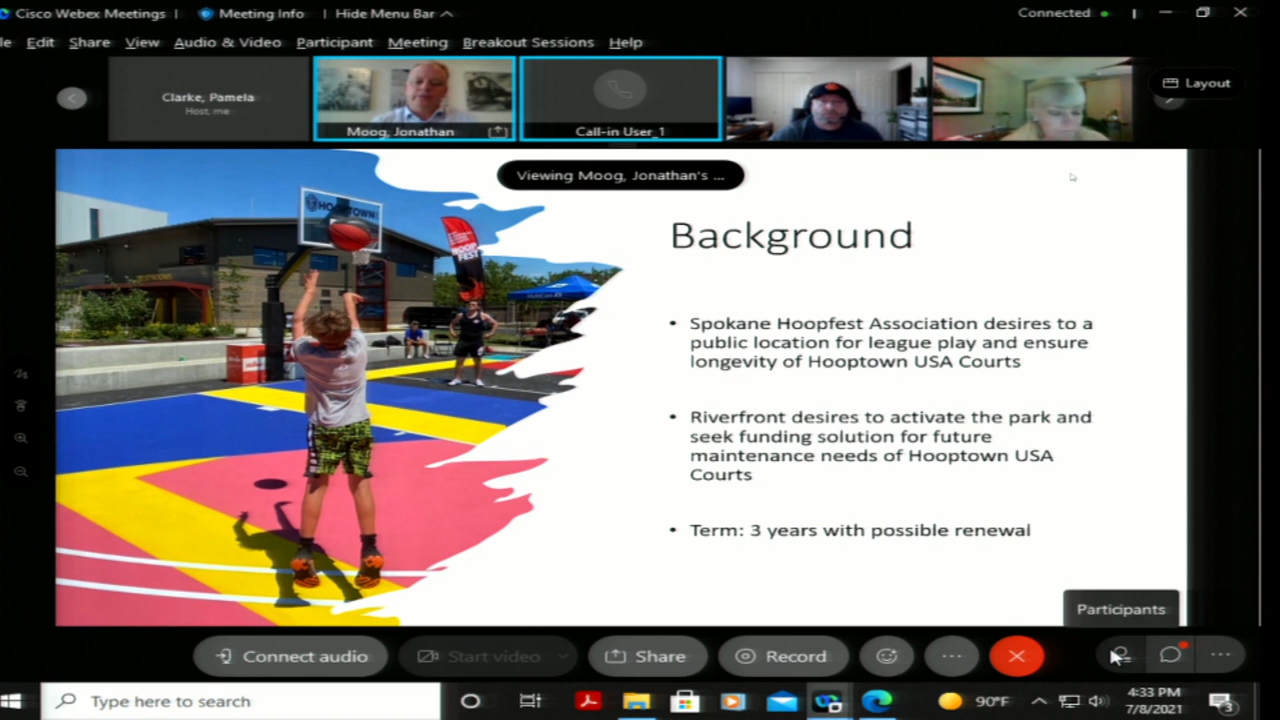 Cisco Webex Meetings | Meeting Info | Hide Menu Bar
Connected
Edit Share View Audio & Video Participant Meeting Breakout Sessions Help
Clarke, Pamela
Host, me
Moog, Jonathan
Call-in User_1
Layout
Viewing Moog, Jonathan's ...
HOOPTOWN
HOOP
FEST
Background
• Spokane Hoopfest Association desires to a
public location for league play and ensure
longevity of Hooptown USA Courts
• Riverfront desires to activate the park and
seek funding solution for future
maintenance needs of Hooptown USA
Courts
• Term: 3 years with possible renewal
Participants
Connect audio
Start video
Share
Record
Type here to search
90°F
4:33 PM
7/8/2021
3